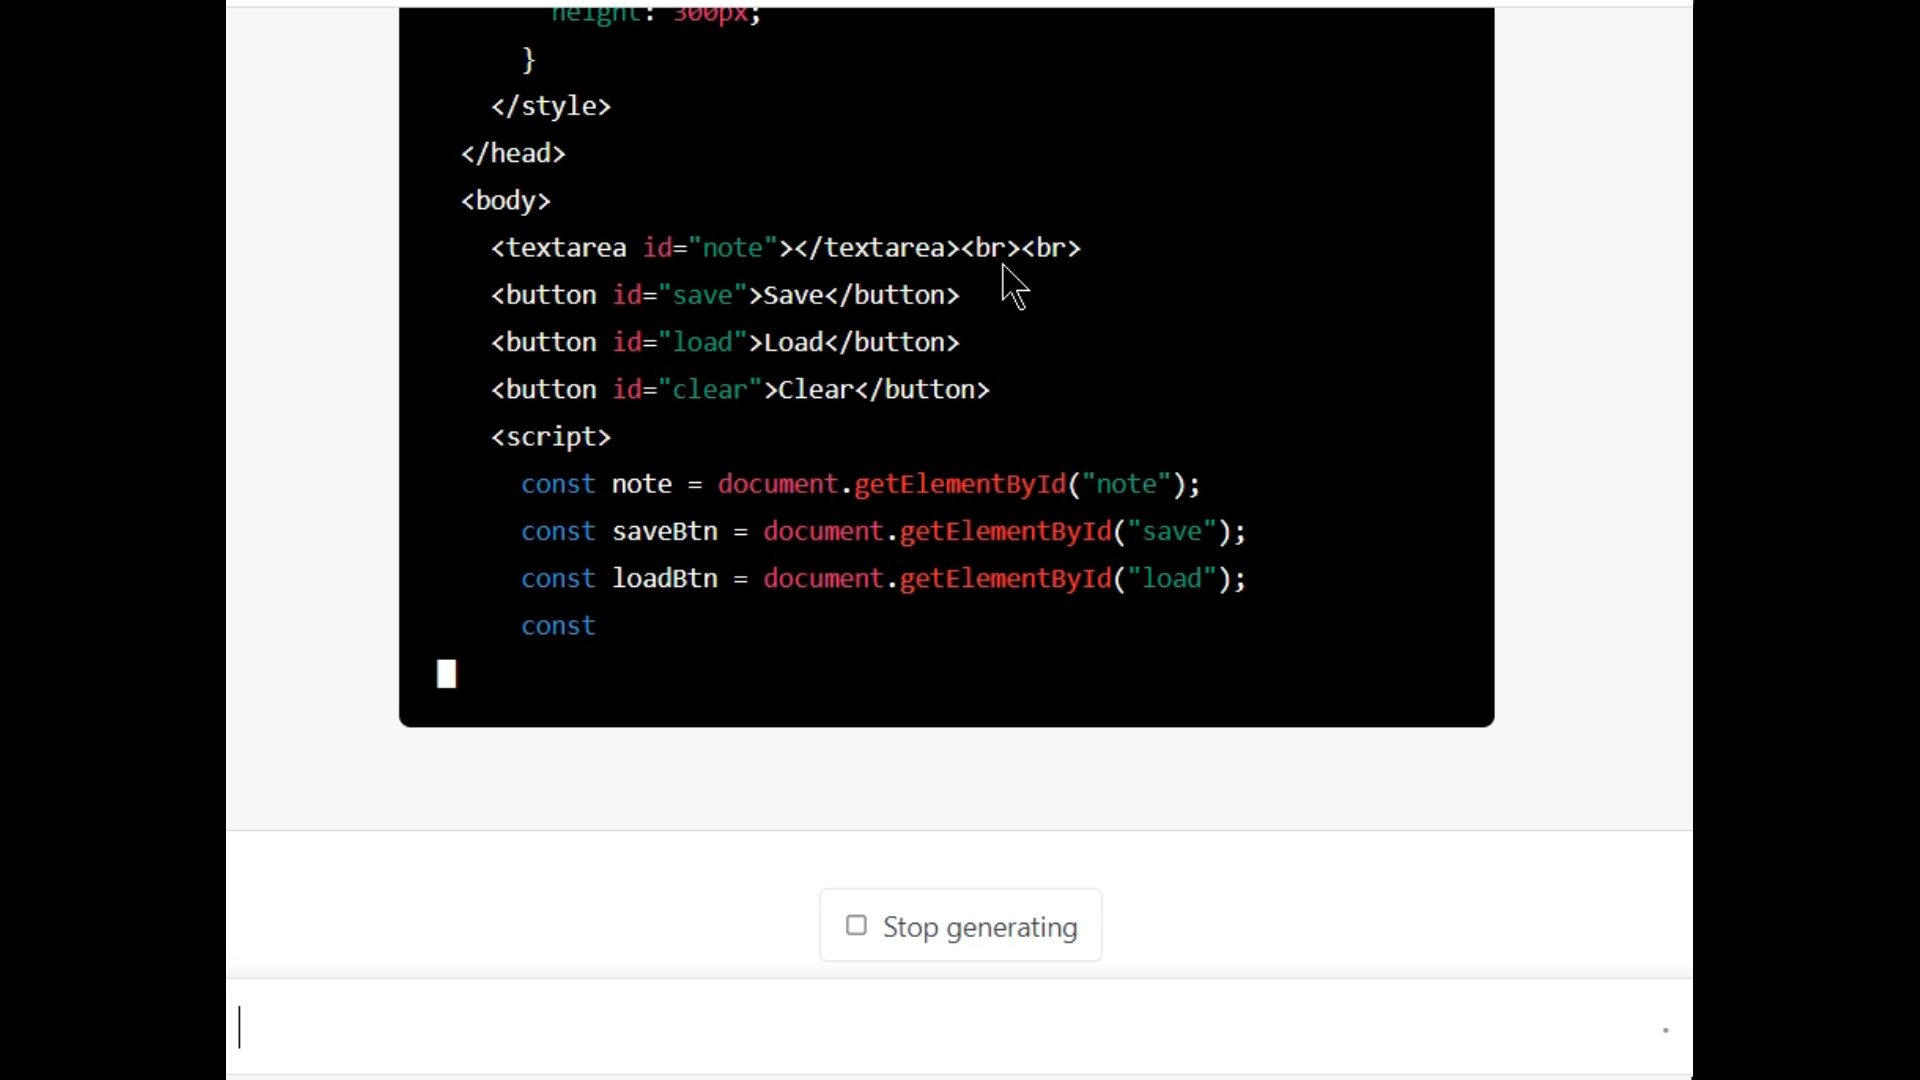 height: 300px;
}
</style>
</head>
<body>
<textarea id="note"></textarea><br><br>
<button id="save">Save</button>
<button id="load">Load</button>
<button id="clear">Clear</button>
<script>
const note = document.getElementById("note");
const saveBtn = document.getElementById("save");
const loadBtn = document.getElementById("load");
const
Stop generating